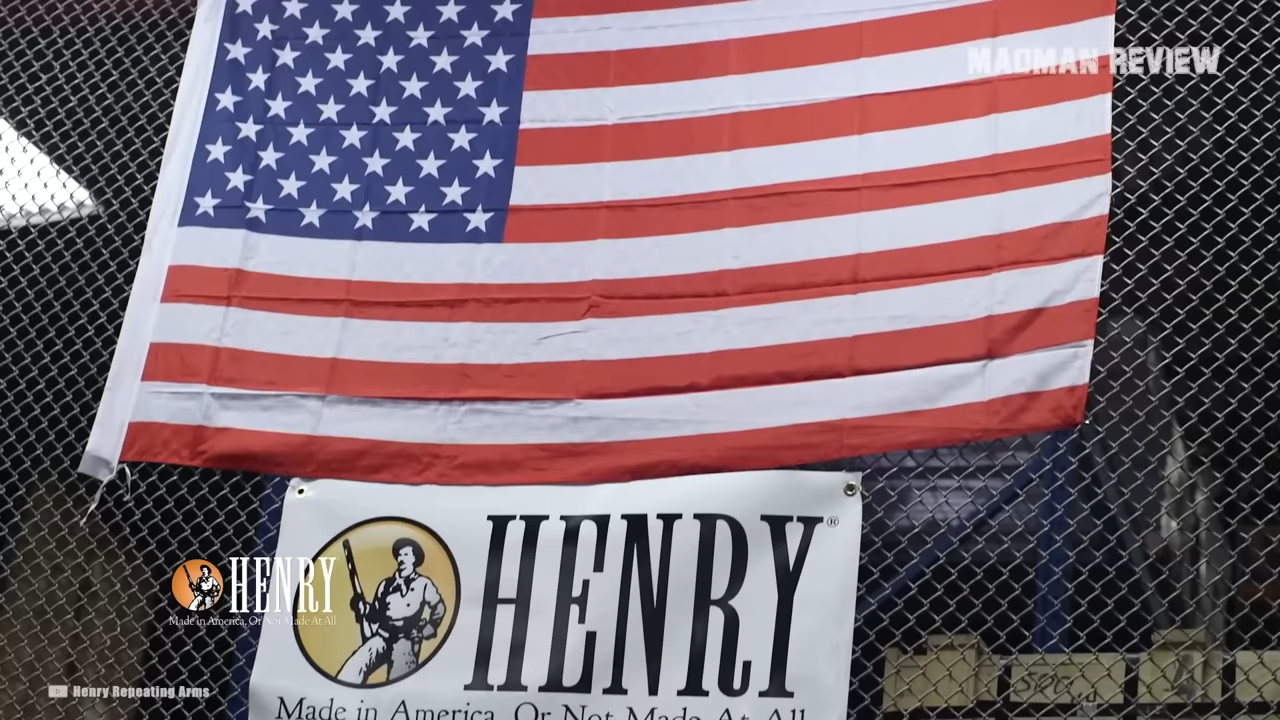 MADMAN REVIEW
HENRY®
Made in America, Or Not Made At All
HENRY
Made in America, Or Not Made At All
Henry Repeating Arms